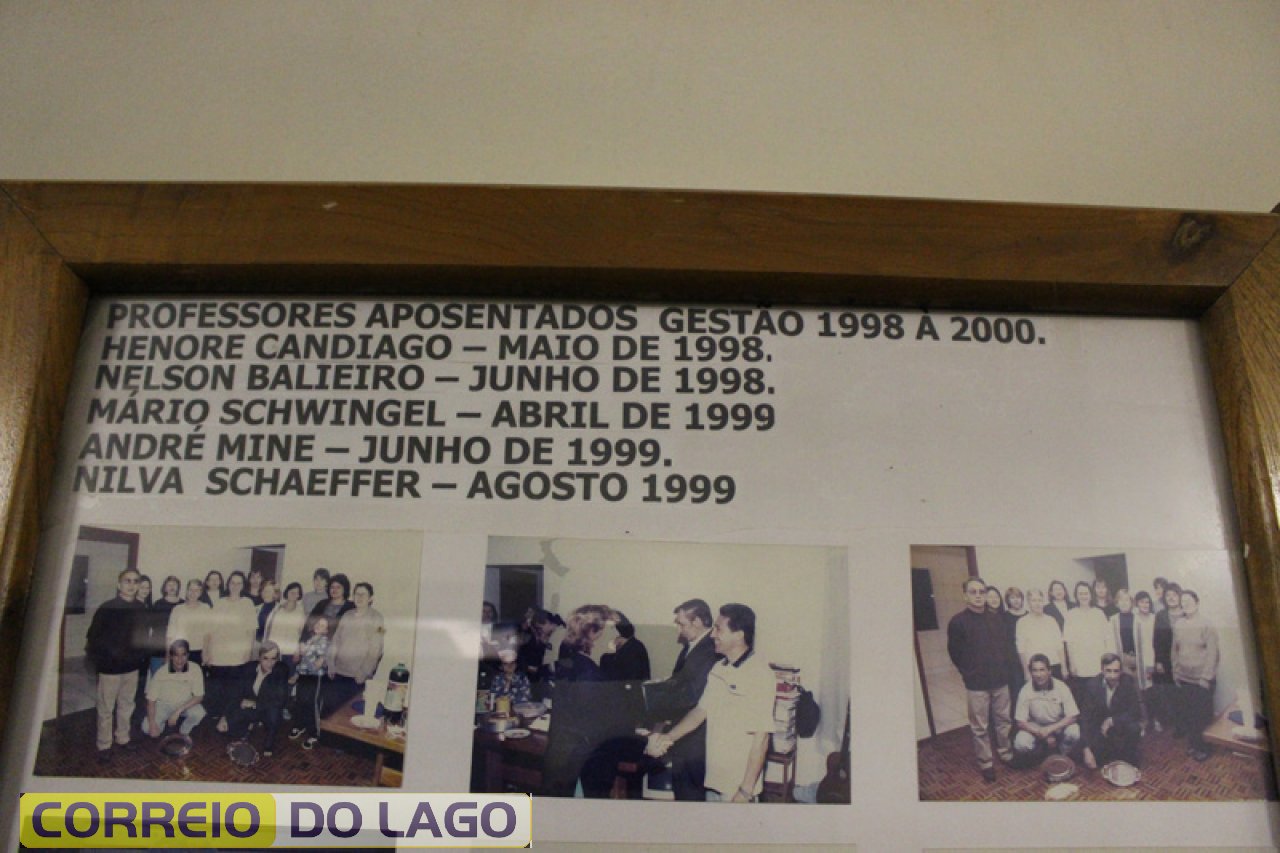 PROFESSORES APOSENTADOS GESTÃO 1998 A 2000.
HENORE CANDIAGO – MAIO DE 1998.
NELSON BALIEIRO – JUNHO DE 1998.
MÁRIO SCHWINGEL – ABRIL DE 1999
ANDRÉ MINE – JUNHO DE 1999.
NILVA SCHAEFFER – AGOSTO 1999
CORREIO DO LAGO